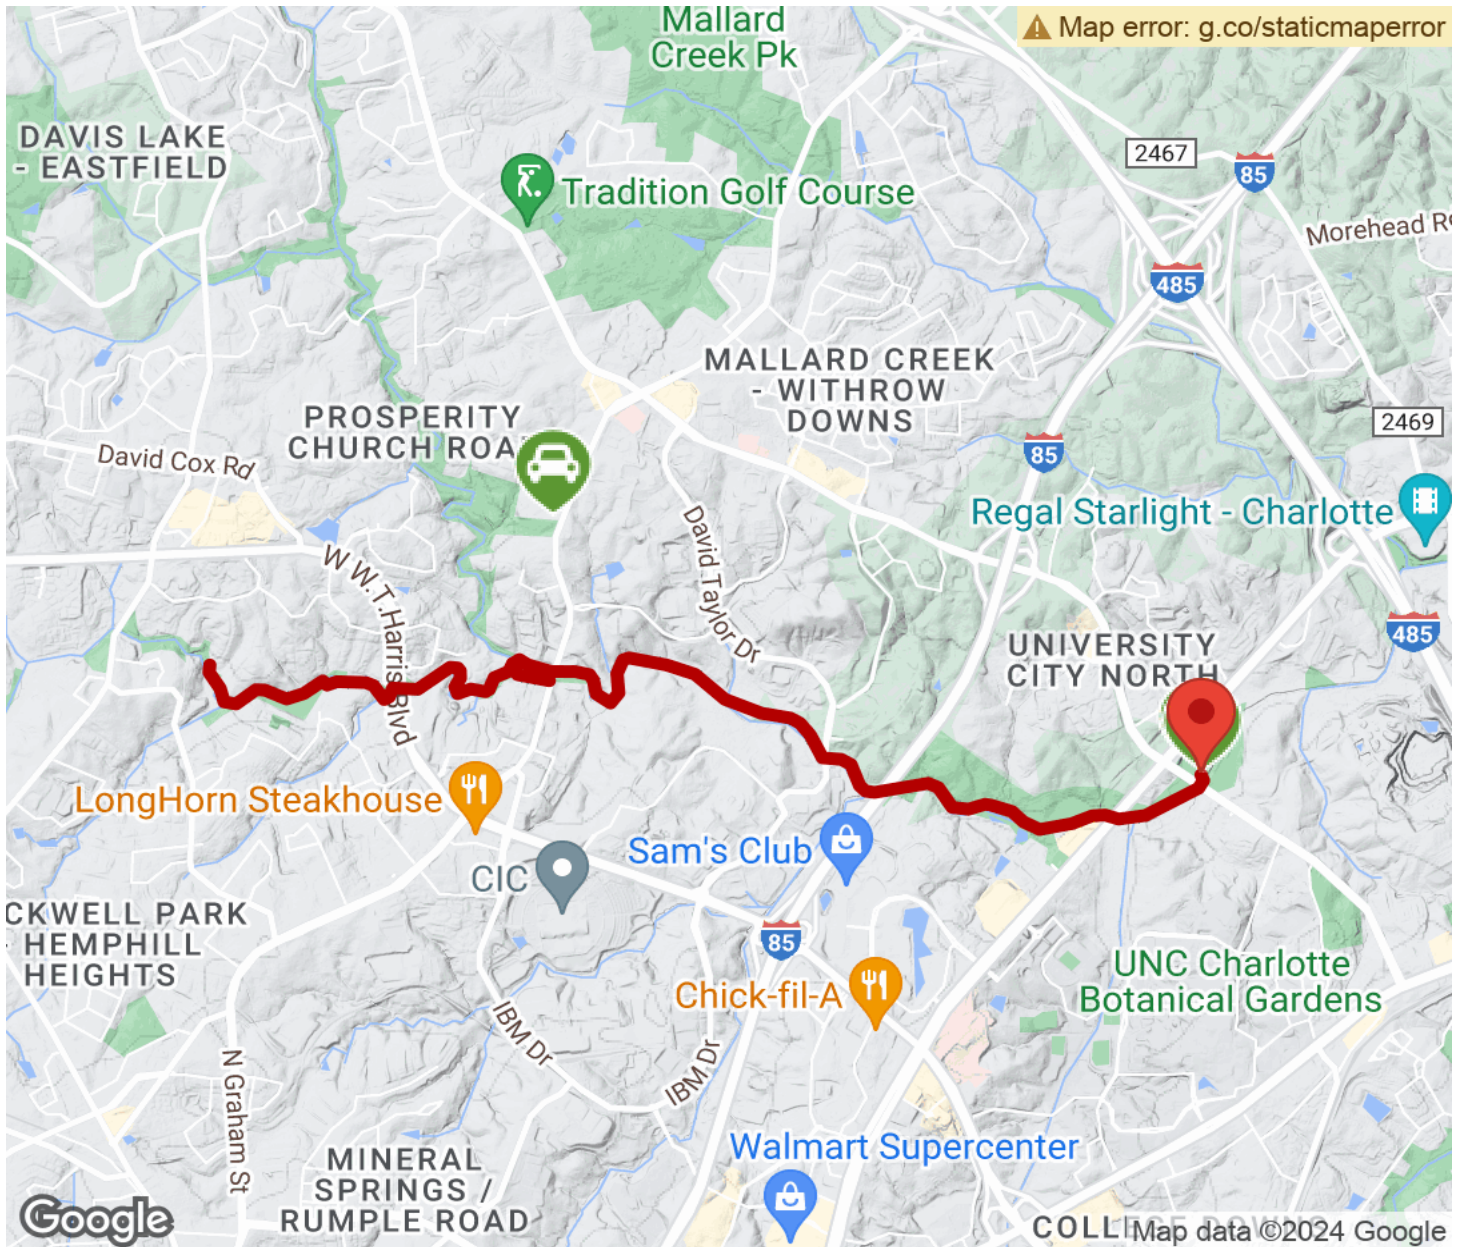 Mallard
Creek Pk
Map error: g.co/staticmaperror
DAVIS LAKE
- EASTFIELD
2467
85
Tradition Golf Course
Morehead R
485
MALLARD CREEK
- WITHROW
DOWNS
PROSPERITY
CHURCH ROA
2469
David Cox Rd
85
Regal Starlight - Charlotte
David Taylor Dr
W W.T.Harris Blvd
485
UNIVERSITY
CITY NORTH
LongHorn Steakhouse
Sam's Club
CIC
CKWELL PARK
- HEMPHILL
HEIGHTS
85
UNC Charlotte
Botanical Gardens
Chick-fil-A
IBM Dr
IBM Dr
N Graham St
Walmart Supercenter
MINERAL
SPRINGS /
RUMPLE ROAD
Google
COLL
Map data ©2024 Google